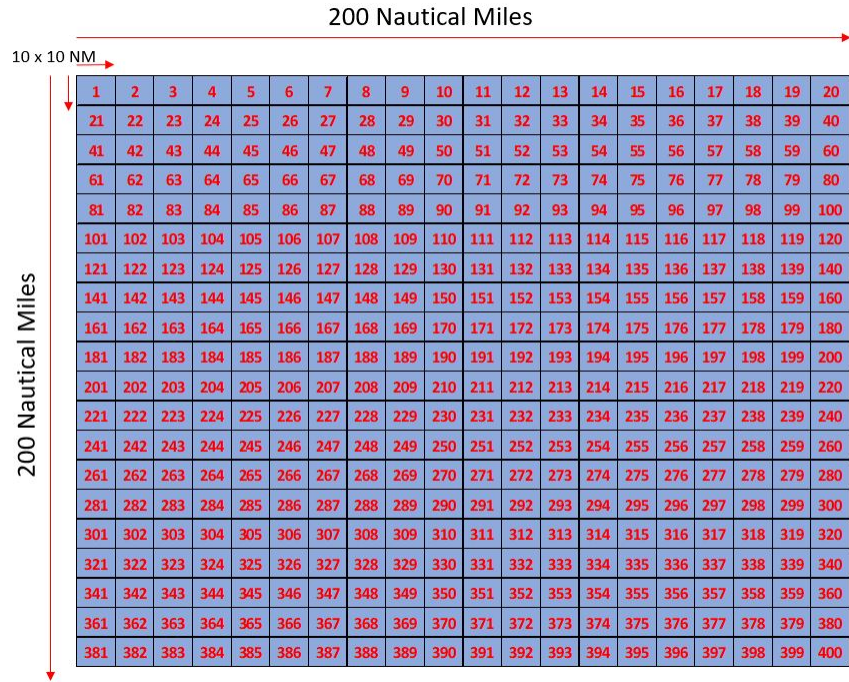 200 Nautical Miles
10 x 10 NM
200 Nautical Miles
1 2 3 4 5 6 7 8 9 10 11 12 13 14 15 16 17 18 19 20
21 22 23 24 25 26 27 28 29 30 31 32 33 34 35 36 37 38 39 40
41 42 43 44 45 46 47 48 49 50 51 52 53 54 55 56 57 58 59 60
61 62 63 64 65 66 67 68 69 70 71 72 73 74 75 76 77 78 79 80
81 82 83 84 85 86 87 88 89 90 91 92 93 94 95 96 97 98 99 100
101 102 103 104 105 106 107 108 109 110 111 112 113 114 115 116 117 118 119 120
121 122 123 124 125 126 127 128 129 130 131 132 133 134 135 136 137 138 139 140
141 142 143 144 145 146 147 148 149 150 151 152 153 154 155 156 157 158 159 160
161 162 163 164 165 166 167 168 169 170 171 172 173 174 175 176 177 178 179 180
181 182 183 184 185 186 187 188 189 190 191 192 193 194 195 196 197 198 199 200
201 202 203 204 205 206 207 208 209 210 211 212 213 214 215 216 217 218 219 220
221 222 223 224 225 226 227 228 229 230 231 232 233 234 235 236 237 238 239 240
241 242 243 244 245 246 247 248 249 250 251 252 253 254 255 256 257 258 259 260
261 262 263 264 265 266 267 268 269 270 271 272 273 274 275 276 277 278 279 280
281 282 283 284 285 286 287 288 289 290 291 292 293 294 295 296 297 298 299 300
301 302 303 304 305 306 307 308 309 310 311 312 313 314 315 316 317 318 319 320
321 322 323 324 325 326 327 328 329 330 331 332 333 334 335 336 337 338 339 340
341 342 343 344 345 346 347 348 349 350 351 352 353 354 355 356 357 358 359 360
361 362 363 364 365 366 367 368 369 370 371 372 373 374 375 376 377 378 379 380
381 382 383 384 385 386 387 388 389 390 391 392 393 394 395 396 397 398 399 400